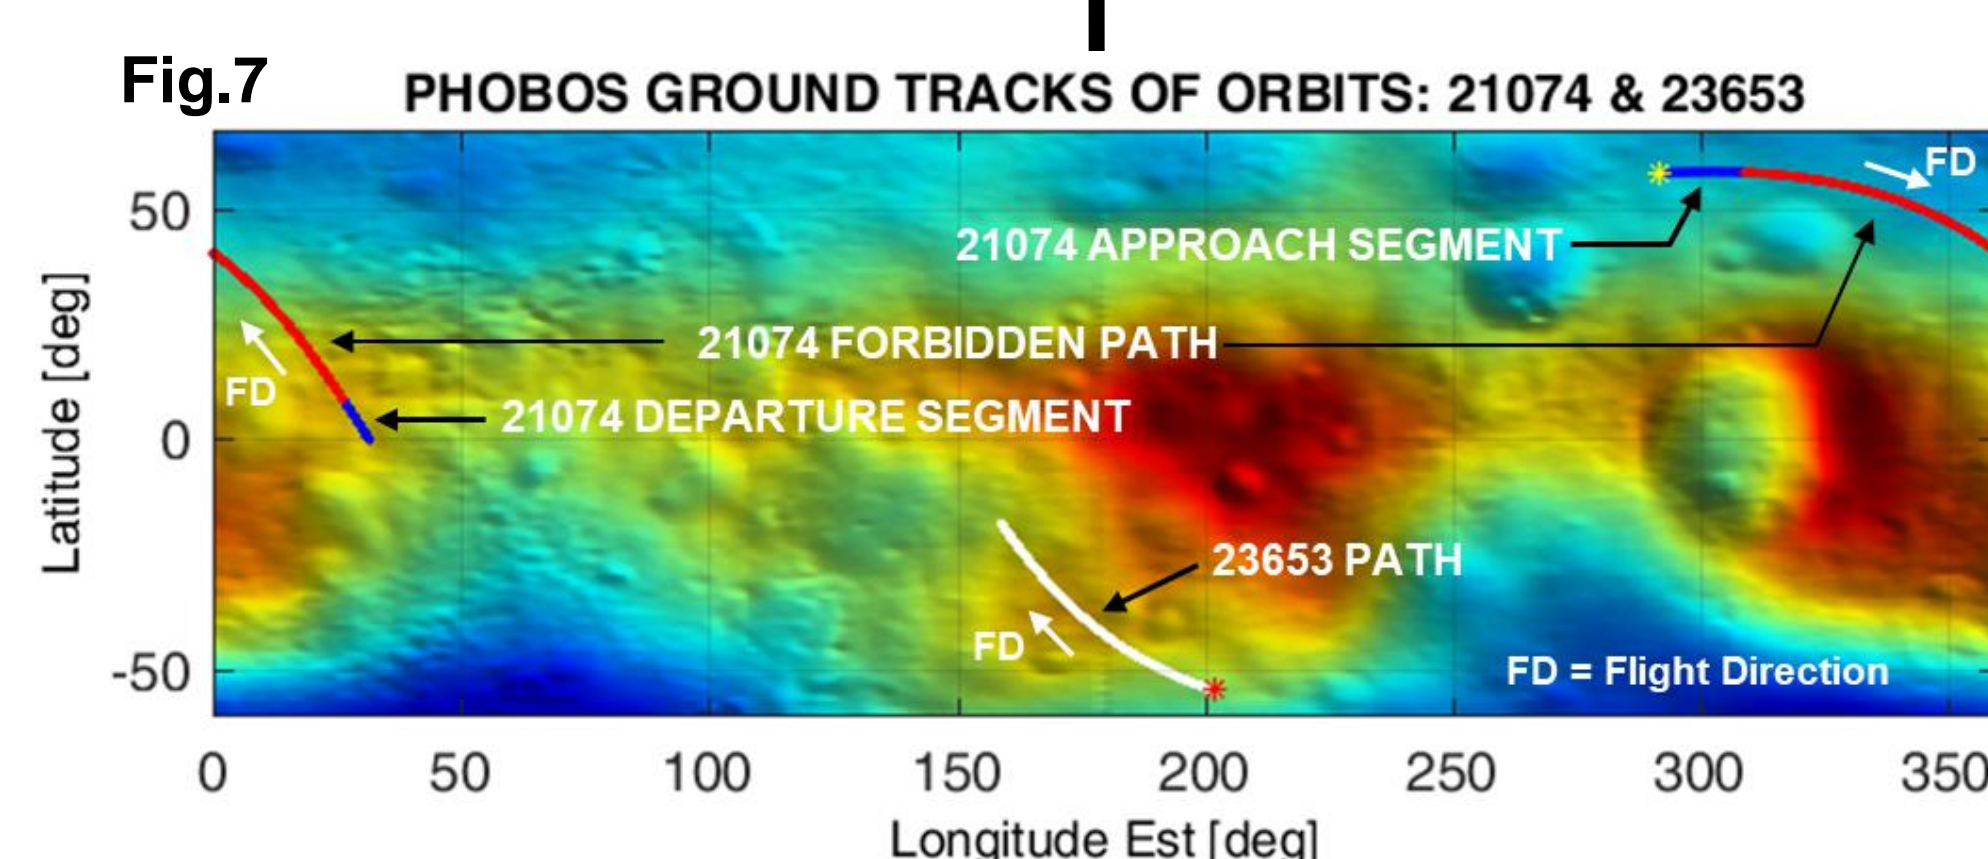 Fig.7
PHOBOS GROUND TRACKS OF ORBITS: 21074 & 23653
FD
50
21074 APPROACH SEGMENT
21074 FORBIDDEN PATH
FD
21074 DEPARTURE SEGMENT
0
Latitude [deg]
23653 PATH
FD
-50
FD = Flight Direction
0 50 100 150 200 250 300 350
Longitude Est [deg]